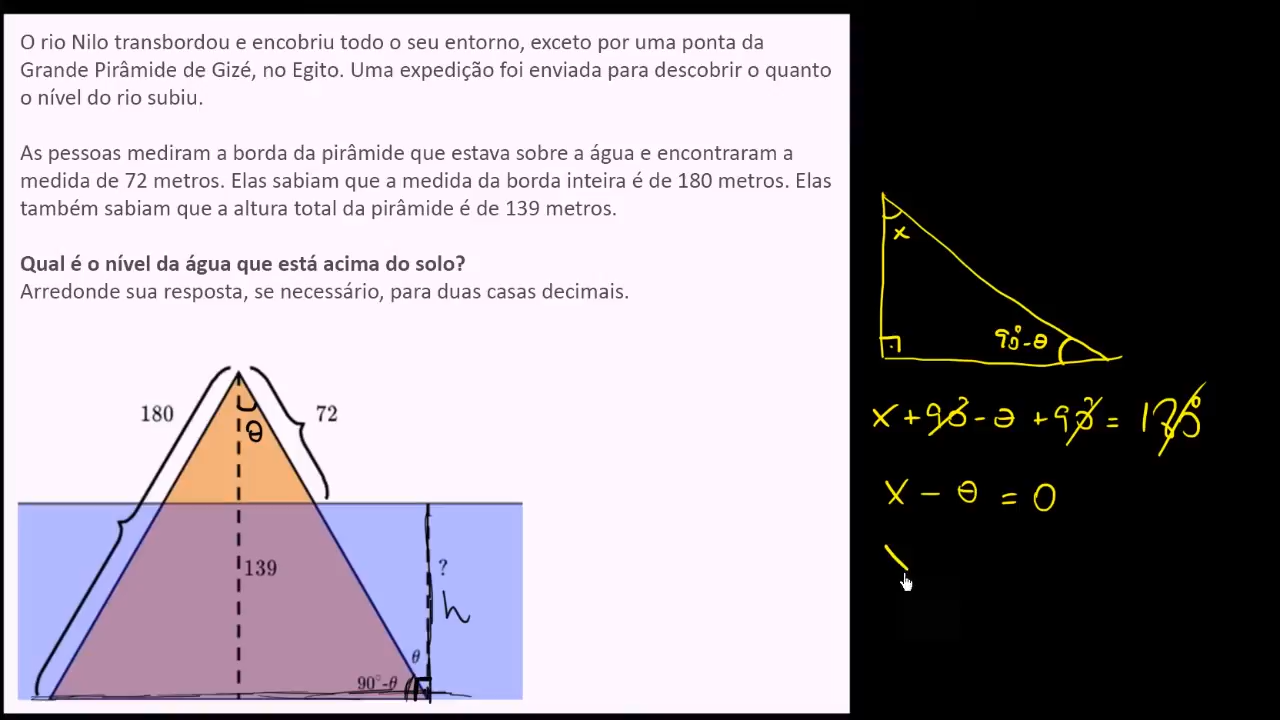 O rio Nilo transbordou e encobriu todo o seu entorno, exceto por uma ponta da
Grande Pirâmide de Gizé, no Egito. Uma expedição foi enviada para descobrir o quanto
o nível do rio subiu.
As pessoas mediram a borda da pirâmide que estava sobre a água e encontraram a
medida de 72 metros. Elas sabiam que a medida da borda inteira é de 180 metros. Elas
também sabiam que a altura total da pirâmide é de 139 metros.
Qual é o nível da água que está acima do solo?
Arredonde sua resposta, se necessário, para duas casas decimais.
180
72
θ
139
?
h
θ
90°-θ
x
90°-θ
x + 90° - θ + 90° = 180°
x - θ = 0